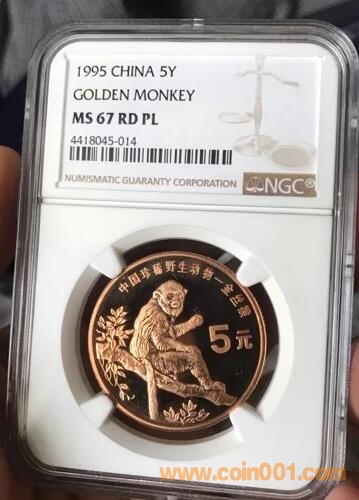 1995 CHINA 5Y
GOLDEN MONKEY
MS 67 RD PL
4418045-014
NUMISMATIC GUARANTY CORPORATION NGC®
中国珍稀野生动物—金丝猴
5元
www.coin001.com